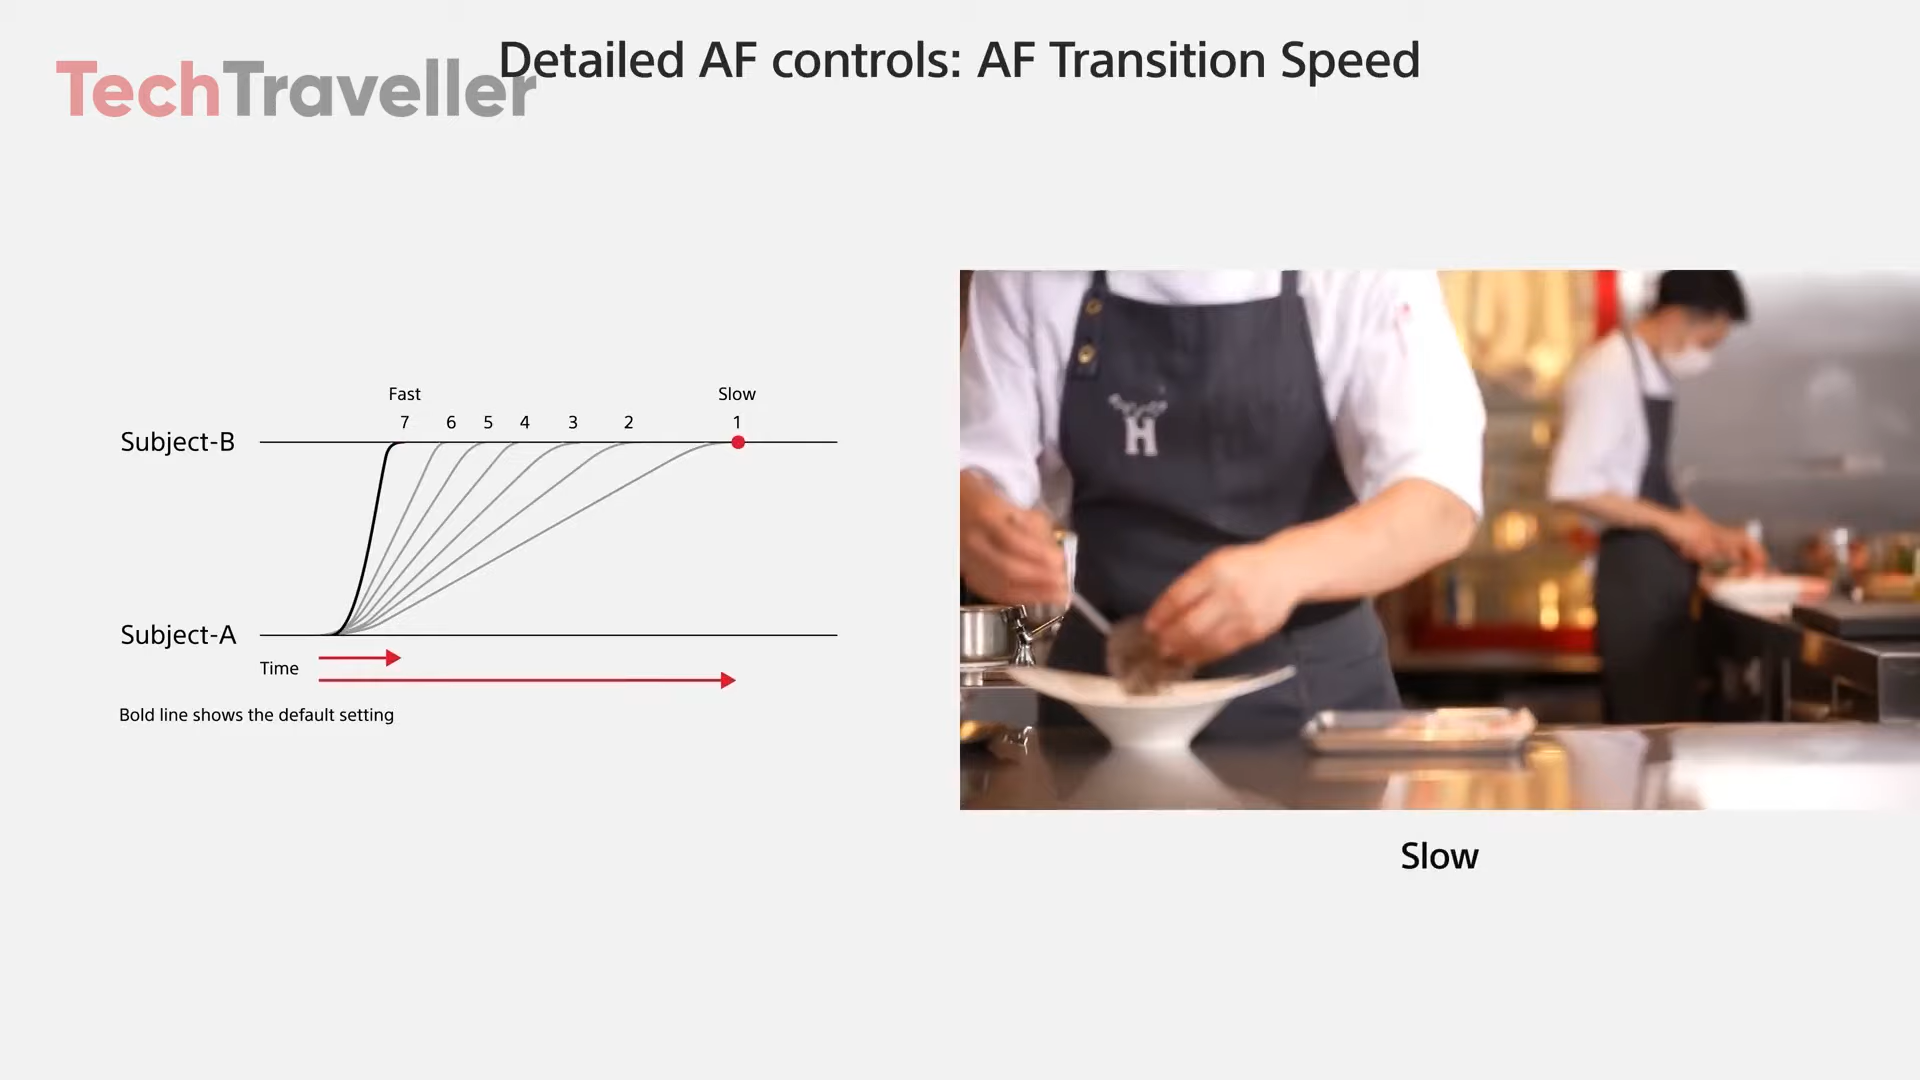 Detailed AF controls: AF Transition Speed
TechTraveller
Fast
Slow
7 6 5 4 3 2 1
Subject-B
Subject-A
Time
Bold line shows the default setting
H
Slow